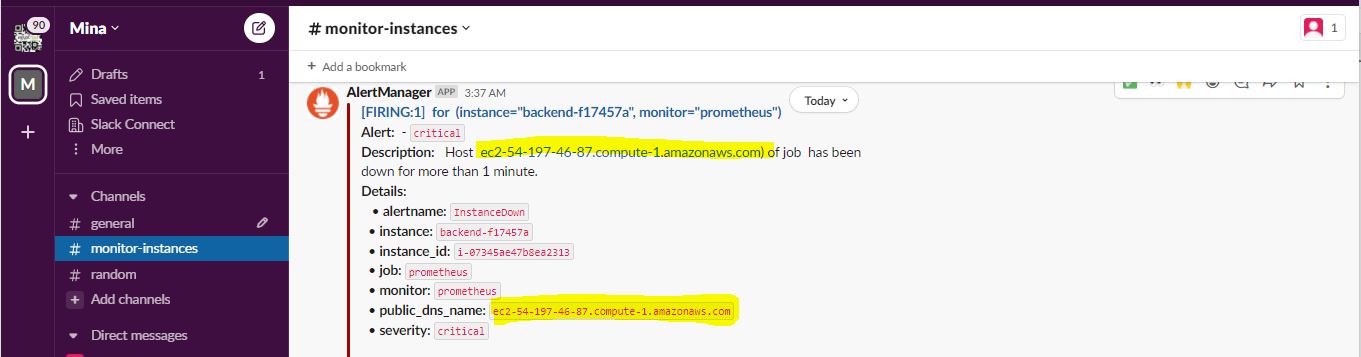 90
Mina
# monitor-instances
1
M
Drafts 1
+ Add a bookmark
Saved items
AlertManager APP 3:37 AM
Today
[FIRING:1] for (instance="backend-f17457a", monitor="prometheus")
Slack Connect
Alert: - critical
More
Description: Host ec2-54-197-46-87.compute-1.amazonaws.com) of job has been
down for more than 1 minute.
Channels
Details:
# general
• alertname: InstanceDown
• instance: backend-f17457a
# monitor-instances
• instance_id: i-07345ae47b8ea2313
# random
• job: prometheus
• monitor: prometheus
+ Add channels
• public_dns_name: ec2-54-197-46-87.compute-1.amazonaws.com
• severity: critical
Direct messages